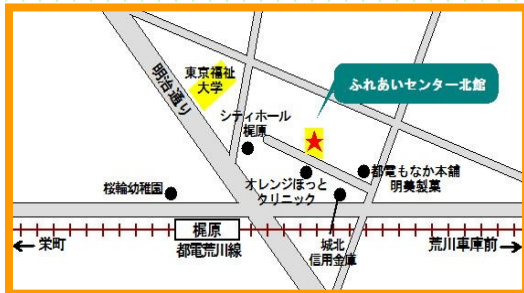 東京福祉
大学
明治通り
ふれあいセンター北館
シティホール
梶原
都電もなか本舗
明美製菓
オレンジほっと
クリニック
桜輪幼稚園
梶原
都電荒川線
城北
信用金庫
←栄町
荒川車庫前→